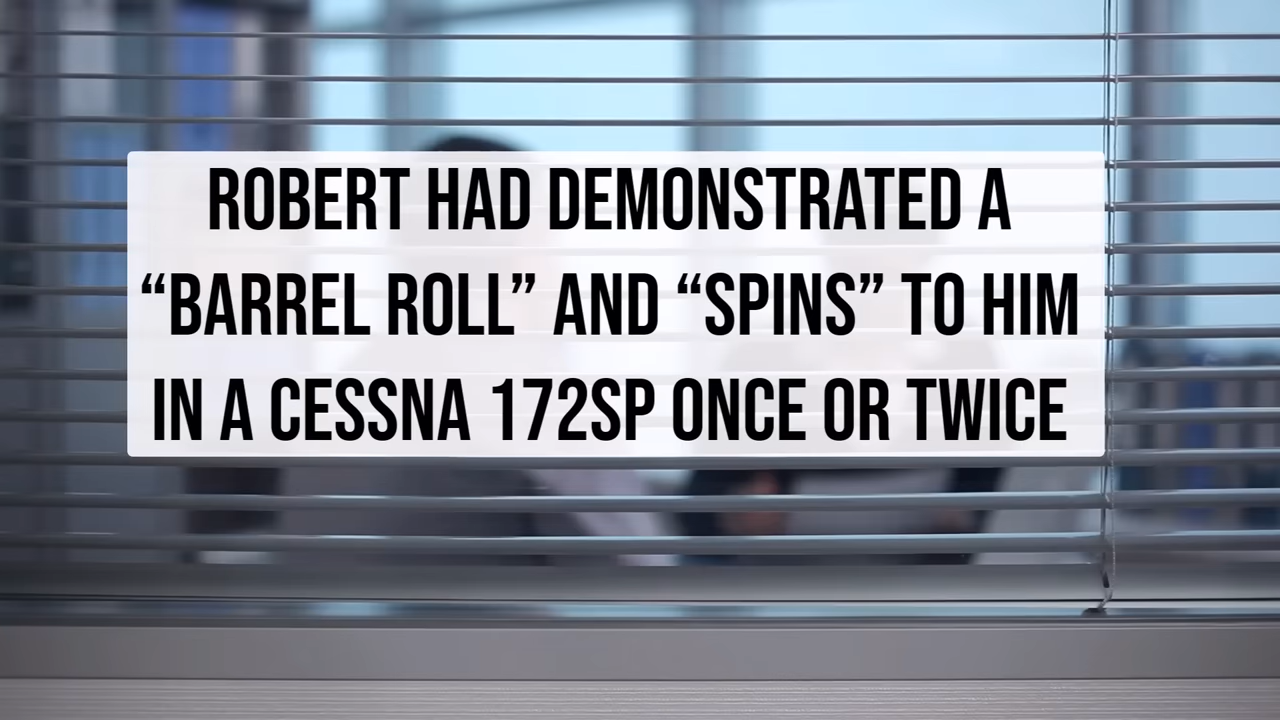 ROBERT HAD DEMONSTRATED A
“BARREL ROLL” AND “SPINS” TO HIM
IN A CESSNA 172SP ONCE OR TWICE